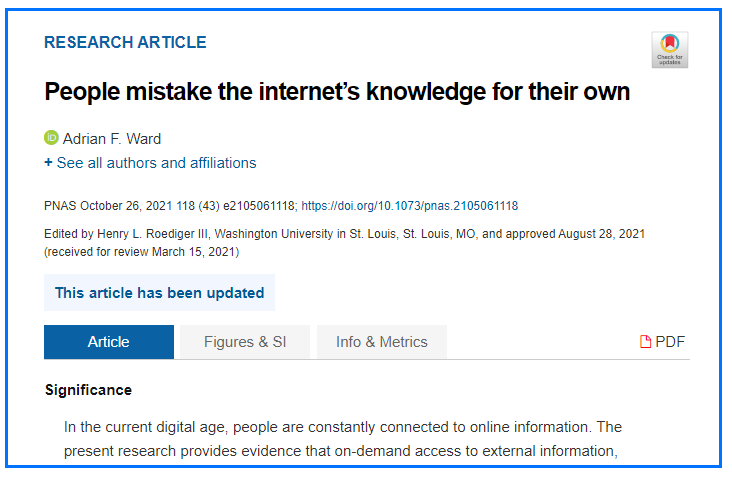 RESEARCH ARTICLE
Check for
updates
People mistake the internet’s knowledge for their own
iD Adrian F. Ward
+ See all authors and affiliations
PNAS October 26, 2021 118 (43) e2105061118; https://doi.org/10.1073/pnas.2105061118
Edited by Henry L. Roediger III, Washington University in St. Louis, St. Louis, MO, and approved August 28, 2021
(received for review March 15, 2021)
This article has been updated
Article Figures & SI Info & Metrics PDF
Significance
In the current digital age, people are constantly connected to online information. The
present research provides evidence that on-demand access to external information,